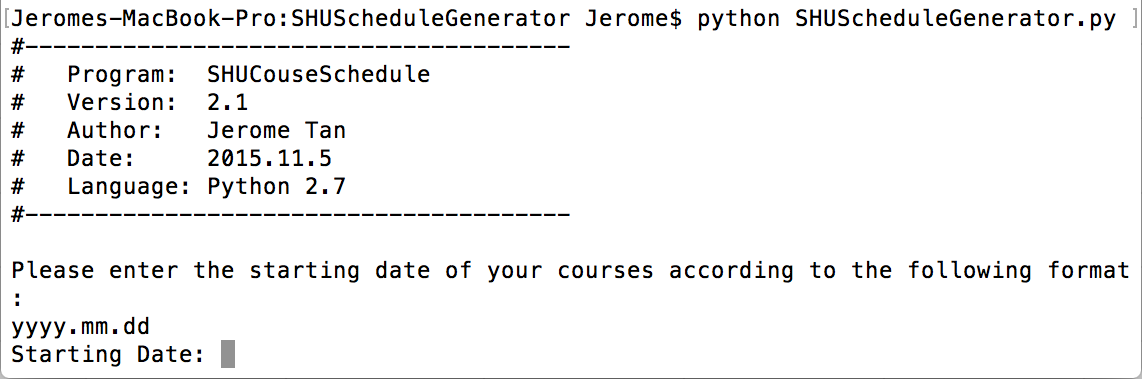 [Jeromes-MacBook-Pro:SHUScheduleGenerator Jerome$ python SHUScheduleGenerator.py ]
#---------------------------------------
#   Program:  SHUCouseSchedule
#   Version:  2.1
#   Author:   Jerome Tan
#   Date:     2015.11.5
#   Language: Python 2.7
#---------------------------------------

Please enter the starting date of your courses according to the following format
:
yyyy.mm.dd
Starting Date: